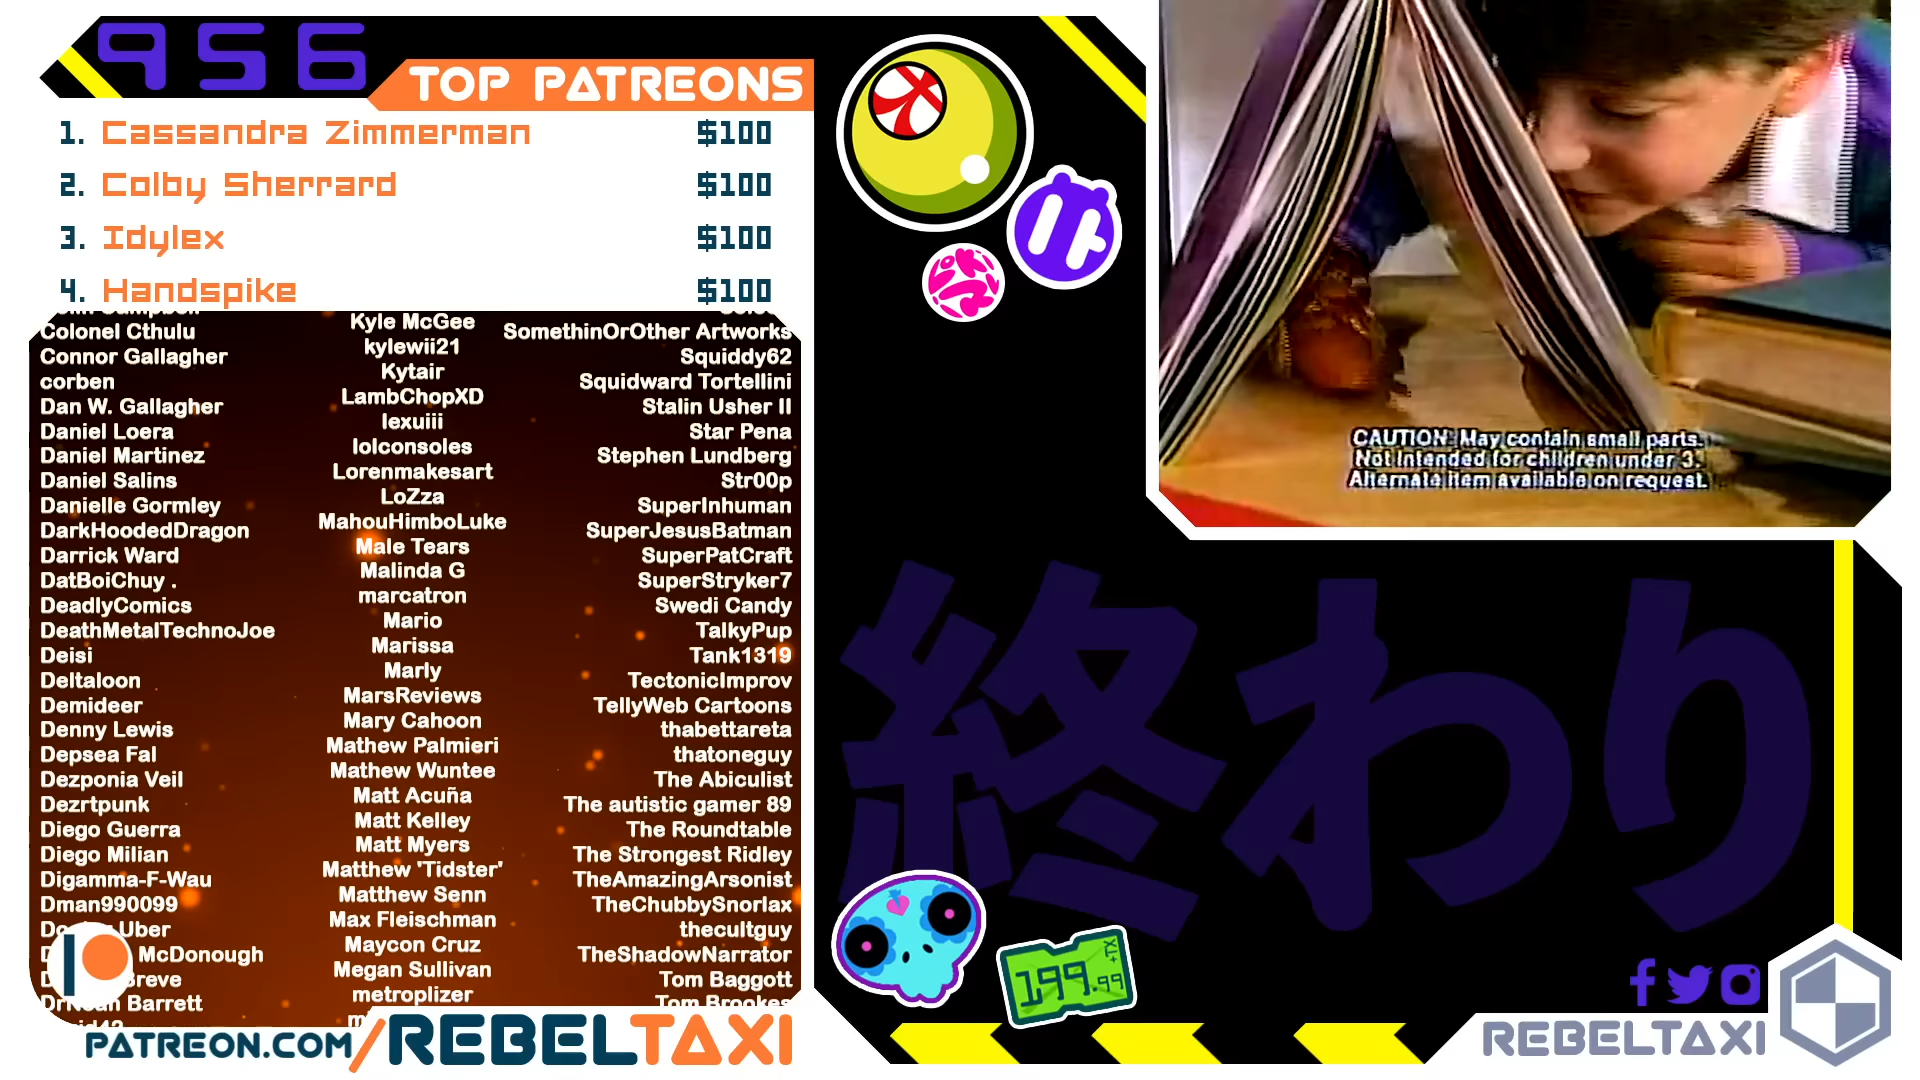 956
TOP PATREONS
1. Cassandra Zimmerman $100
2. Colby Sherrard $100
3. Idylex $100
4. Handspike $100
Colonel Cthulu
Connor Gallagher
corben
Dan W. Gallagher
Daniel Loera
Daniel Martinez
Daniel Salins
Danielle Gormley
DarkHoodedDragon
Darrick Ward
DatBoiChuy .
DeadlyComics
DeathMetalTechnoJoe
Deisi
Deltaloon
Demideer
Denny Lewis
Depsea Fal
Dezponia Veil
Dezrtpunk
Diego Guerra
Diego Milian
Digamma-F-Wau
Dman990099
Uber
McDonough
Barrett
Kyle McGee
kylewii21
Kytair
LambChopXD
lexuiii
lolconsoles
Lorenmakesart
LoZza
MahouHimboLuke
Male Tears
Malinda G
marcatron
Mario
Marissa
Marly
MarsReviews
Mary Cahoon
Mathew Palmieri
Mathew Wuntee
Matt Acuña
Matt Kelley
Matt Myers
Matthew 'Tidster'
Matthew Senn
Max Fleischman
Maycon Cruz
Megan Sullivan
metroplizer
SomethinOrOther Artworks
Squiddy62
Squidward Tortellini
Stalin Usher II
Star Pena
Stephen Lundberg
Str00p
SuperInhuman
SuperJesusBatman
SuperPatCraft
SuperStryker7
Swedi Candy
TalkyPup
Tank1319
TectonicImprov
TellyWeb Cartoons
thabettareta
thatoneguy
The Abiculist
The autistic gamer 89
The Roundtable
The Strongest Ridley
TheAmazingArsonist
TheChubbySnorlax
thecultguy
TheShadowNarrator
Tom Baggott
Tom Brookes
PATREON.COM/REBELTAXI
CAUTION: May contain small parts.
Not intended for children under 3.
Alternate item available on request.
終わり
199.99
+TX
REBELTAXI